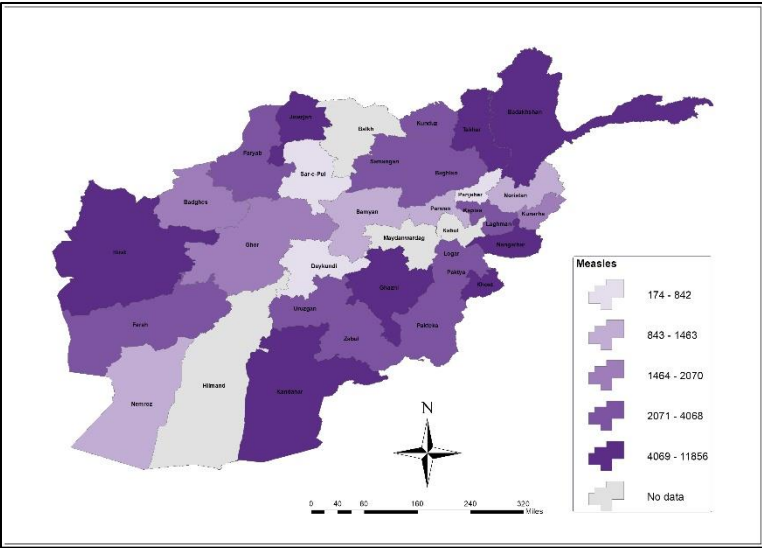 Jawzjan
Balkh
Kunduz
Takhar
Badakhshan
Faryab
Sar-e-Pul
Samangan
Baghlan
Badghes
Panjsher
Noristan
Bamyan
Parwan
Kapisa
Kunarha
Laghman
Kabul
Herat
Ghor
Maydanwardag
Nangarhar
Logar
Daykundi
Paktya
Ghazni
Khost
Uruzgan
Farah
Zabul
Pakteka
Hilmand
Kandahar
Nemroz
Measles
174 - 842
843 - 1463
1464 - 2070
2071 - 4068
4069 - 11856
No data
N
0 40 80 160 240 320
Miles